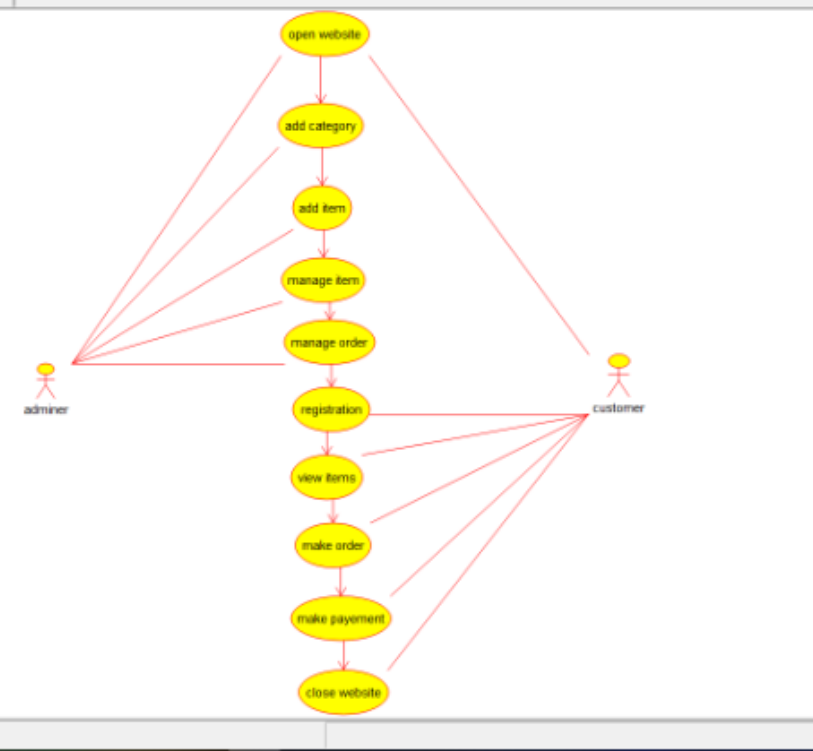 open website
add category
add item
manage item
manage order
adminer
customer
registration
view items
make order
make payement
close website